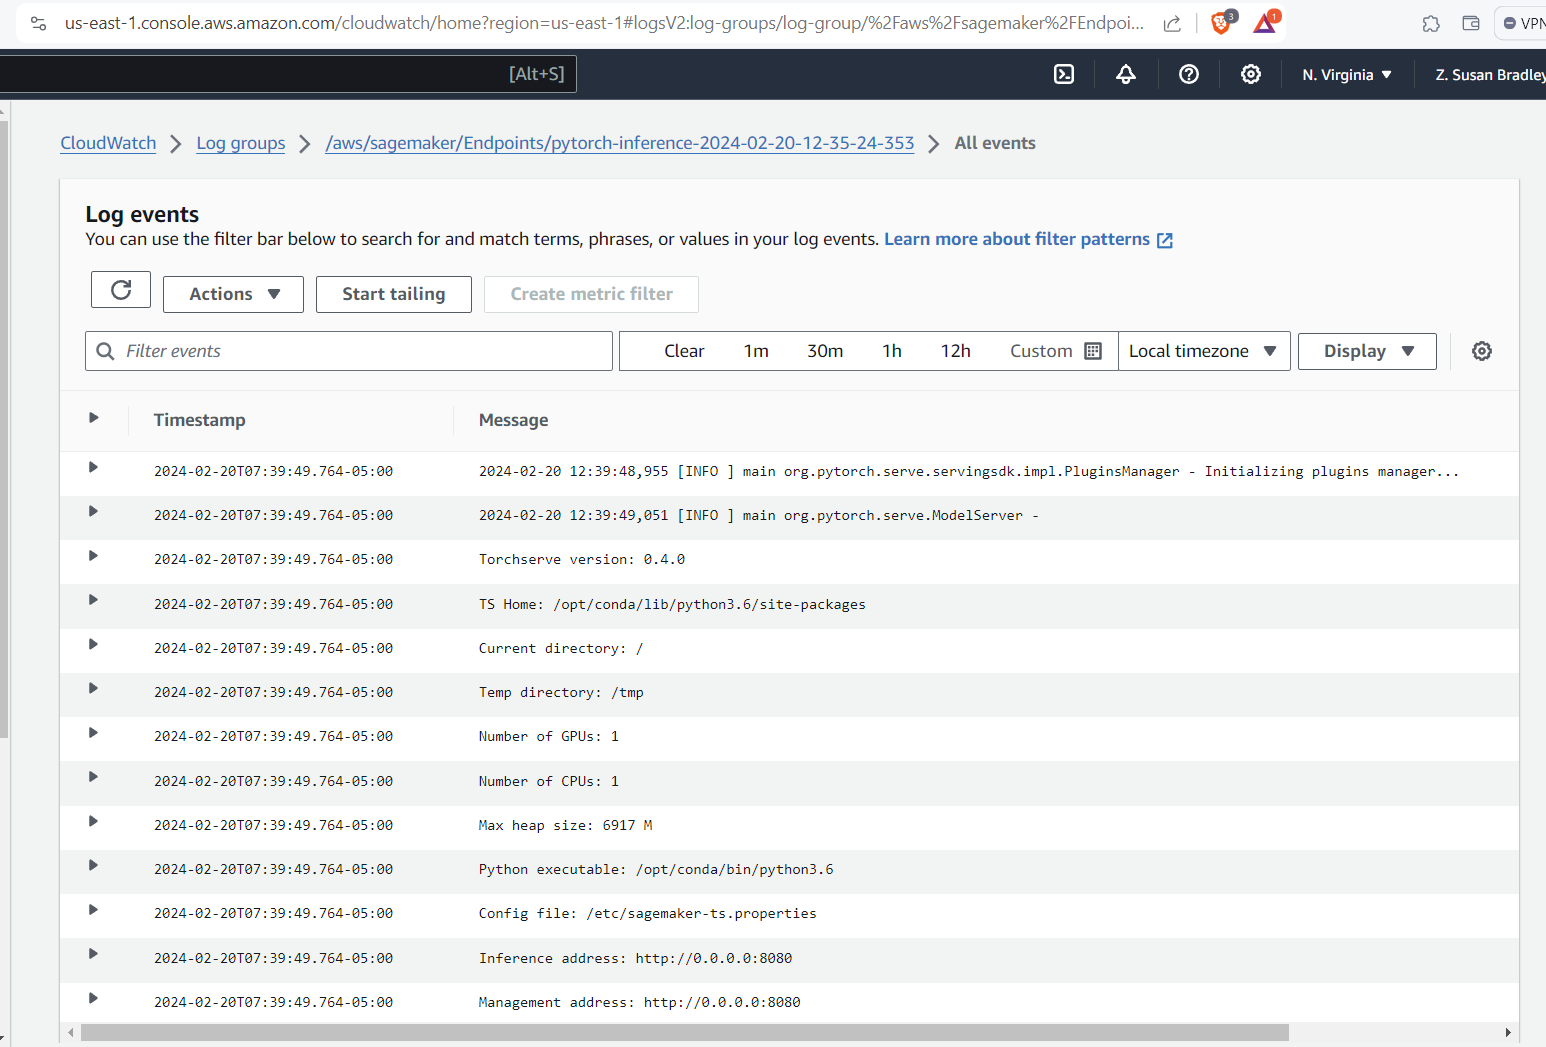 us-east-1.console.aws.amazon.com/cloudwatch/home?region=us-east-1#logsV2:log-groups/log-group/%2Faws%2Fsagemaker%2FEndpoi... 3 1 VPN
[Alt+S] N. Virginia Z. Susan Bradley
CloudWatch Log groups /aws/sagemaker/Endpoints/pytorch-inference-2024-02-20-12-35-24-353 All events
Log events
You can use the filter bar below to search for and match terms, phrases, or values in your log events. Learn more about filter patterns
Actions Start tailing Create metric filter
Filter events Clear 1m 30m 1h 12h Custom Local timezone Display
Timestamp Message
2024-02-20T07:39:49.764-05:00 2024-02-20 12:39:48,955 [INFO ] main org.pytorch.serve.servingsdk.impl.PluginsManager - Initializing plugins manager...
2024-02-20T07:39:49.764-05:00 2024-02-20 12:39:49,051 [INFO ] main org.pytorch.serve.ModelServer -
2024-02-20T07:39:49.764-05:00 Torchserve version: 0.4.0
2024-02-20T07:39:49.764-05:00 TS Home: /opt/conda/lib/python3.6/site-packages
2024-02-20T07:39:49.764-05:00 Current directory: /
2024-02-20T07:39:49.764-05:00 Temp directory: /tmp
2024-02-20T07:39:49.764-05:00 Number of GPUs: 1
2024-02-20T07:39:49.764-05:00 Number of CPUs: 1
2024-02-20T07:39:49.764-05:00 Max heap size: 6917 M
2024-02-20T07:39:49.764-05:00 Python executable: /opt/conda/bin/python3.6
2024-02-20T07:39:49.764-05:00 Config file: /etc/sagemaker-ts.properties
2024-02-20T07:39:49.764-05:00 Inference address: http://0.0.0.0:8080
2024-02-20T07:39:49.764-05:00 Management address: http://0.0.0.0:8080